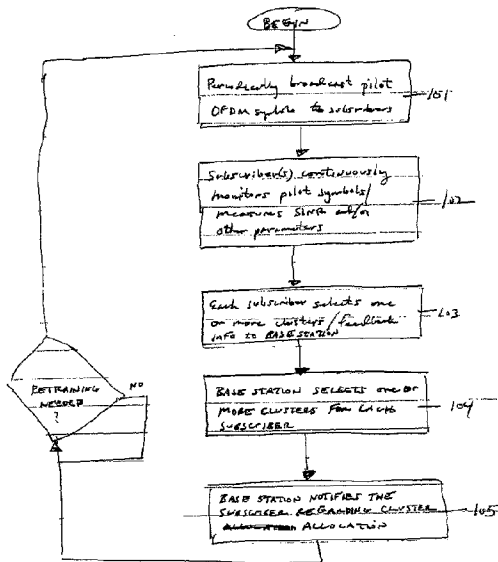 BEGIN
Periodically broadcast pilot
OFDM symbols to subscribers
101
Subscriber(s) continuously
monitors pilot symbols/
measures SINR and/or
other parameters
102
Each subscriber selects one
or more clusters / feedback
info to BASE STATION
103
BASE STATION SELECTS one or
MORE CLUSTERS FOR EACH
SUBSCRIBER
104
BASE STATION NOTIFIES THE
SUBSCRIBER REGARDING CLUSTER
ALLOCATION
105
RETRAINING
NEEDED
?
NO